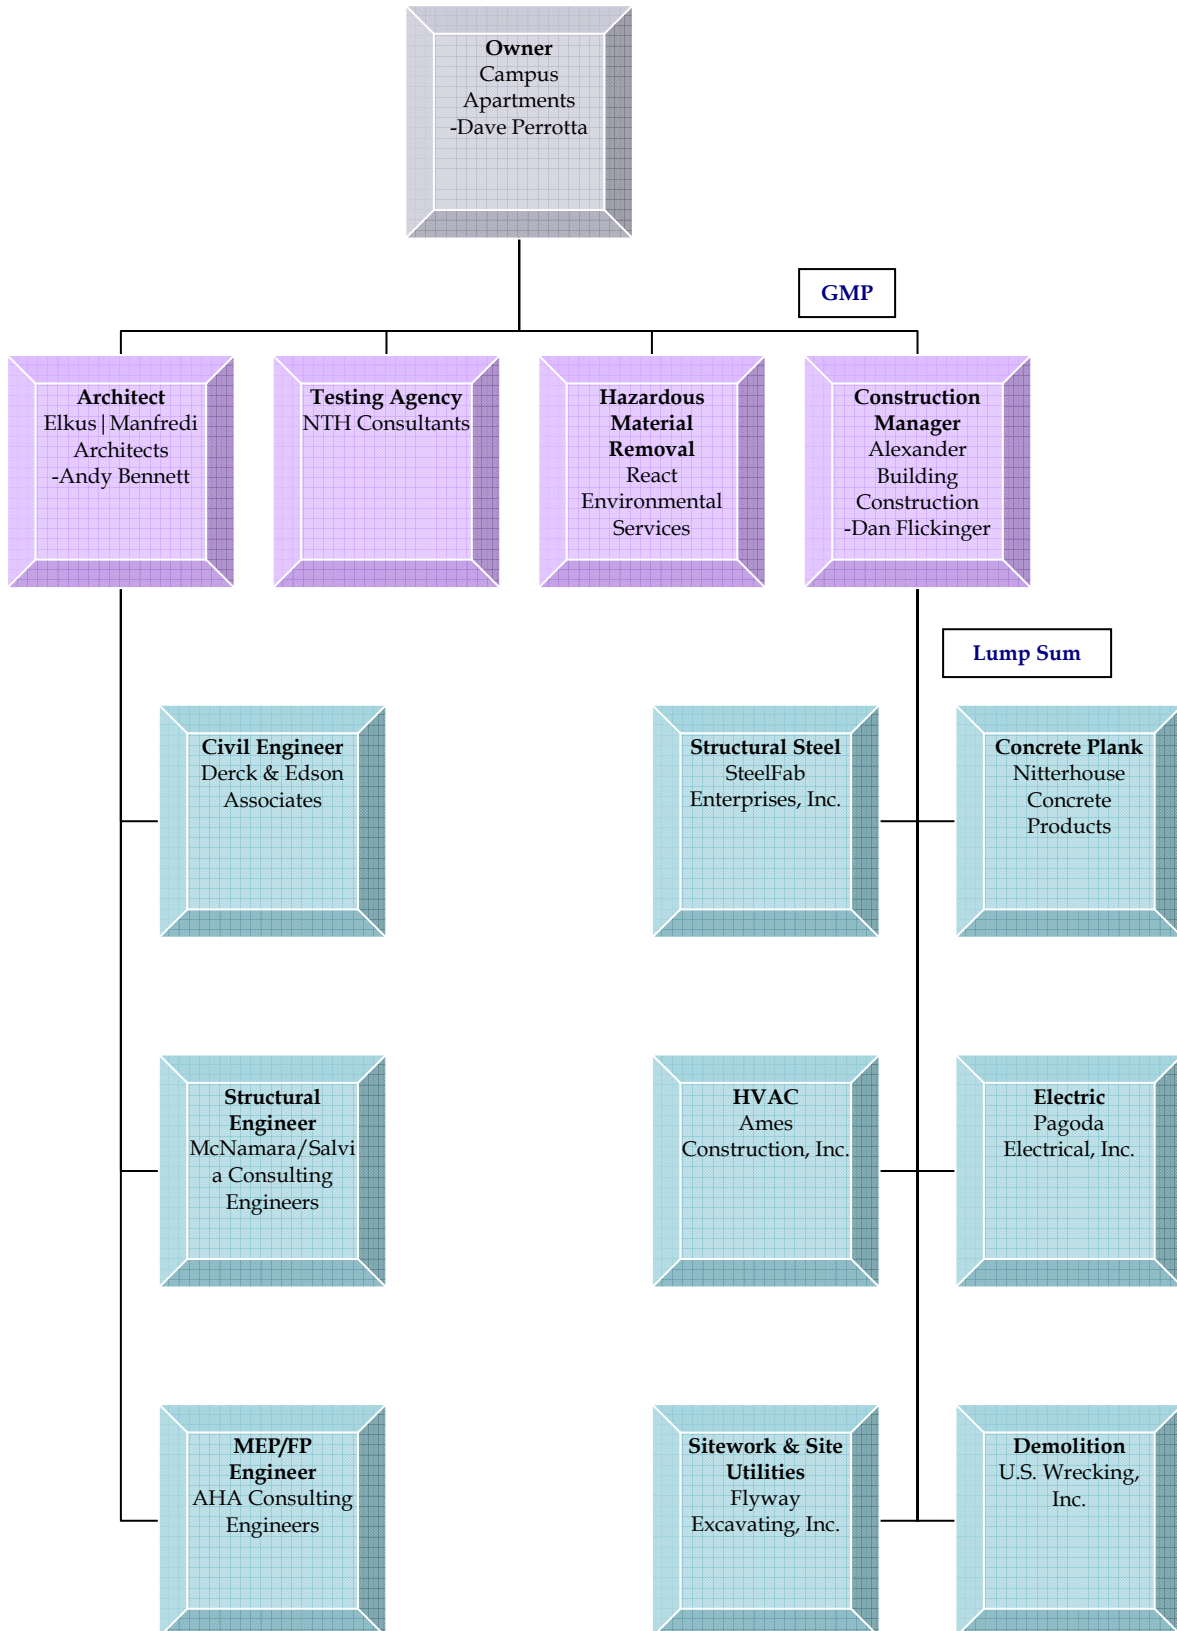 Owner
Campus
Apartments
-Dave Perrotta
GMP
Architect
Elkus|Manfredi
Architects
-Andy Bennett
Testing Agency
NTH Consultants
Hazardous
Material
Removal
React
Environmental
Services
Construction
Manager
Alexander
Building
Construction
-Dan Flickinger
Lump Sum
Civil Engineer
Derck & Edson
Associates
Structural Steel
SteelFab
Enterprises, Inc.
Concrete Plank
Nitterhouse
Concrete
Products
Structural
Engineer
McNamara/Salvi
a Consulting
Engineers
HVAC
Ames
Construction, Inc.
Electric
Pagoda
Electrical, Inc.
MEP/FP
Engineer
AHA Consulting
Engineers
Sitework & Site
Utilities
Flyway
Excavating, Inc.
Demolition
U.S. Wrecking,
Inc.